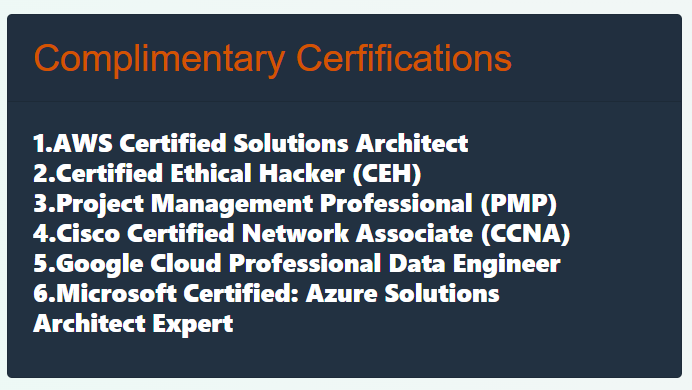 Complimentary Cerfifications
1.AWS Certified Solutions Architect
2.Certified Ethical Hacker (CEH)
3.Project Management Professional (PMP)
4.Cisco Certified Network Associate (CCNA)
5.Google Cloud Professional Data Engineer
6.Microsoft Certified: Azure Solutions
Architect Expert